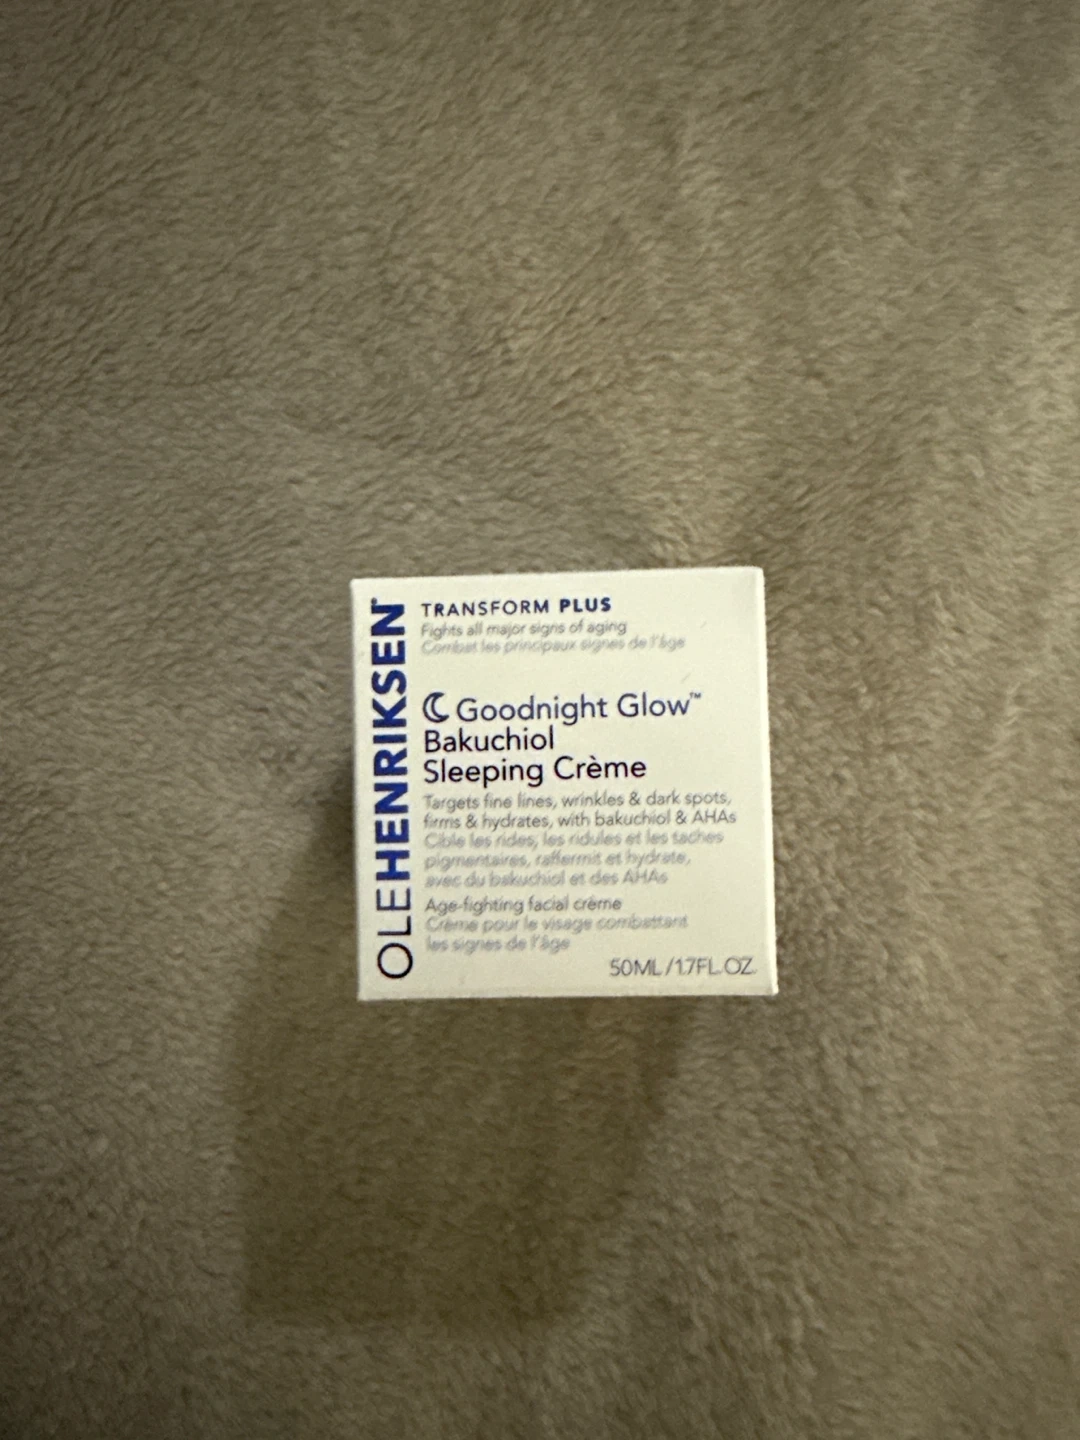 OLEHENRIKSEN®
TRANSFORM PLUS
Fights all major signs of aging
Combat les principaux signes de l'âge
Goodnight Glow™
Bakuchiol
Sleeping Crème
Targets fine lines, wrinkles & dark spots,
firms & hydrates, with bakuchiol & AHAs
Cible les rides, les ridules et les taches
pigmentaires, raffermit et hydrate,
avec du bakuchiol et des AHAs
Age-fighting facial crème
Crème pour le visage combattant
les signes de l'âge
50ML/1.7FL.OZ.